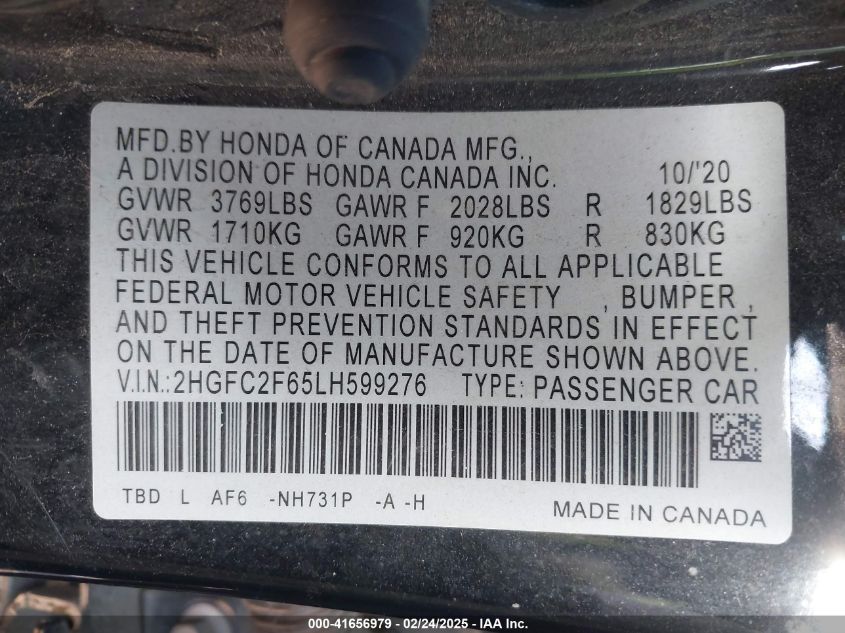 MFD.BY HONDA OF CANADA MFG.,
A DIVISION OF HONDA CANADA INC. 10/'20
GVWR 3769LBS GAWR F 2028LBS R 1829LBS
GVWR 1710KG GAWR F 920KG R 830KG
THIS VEHICLE CONFORMS TO ALL APPLICABLE
FEDERAL MOTOR VEHICLE SAFETY , BUMPER ,
AND THEFT PREVENTION STANDARDS IN EFFECT
ON THE DATE OF MANUFACTURE SHOWN ABOVE.
V.I.N.:2HGFC2F65LH599276 TYPE: PASSENGER CAR
TBD L AF6 -NH731P -A -H
MADE IN CANADA
000-41656979 — 02/24/2025 — IAA Inc.